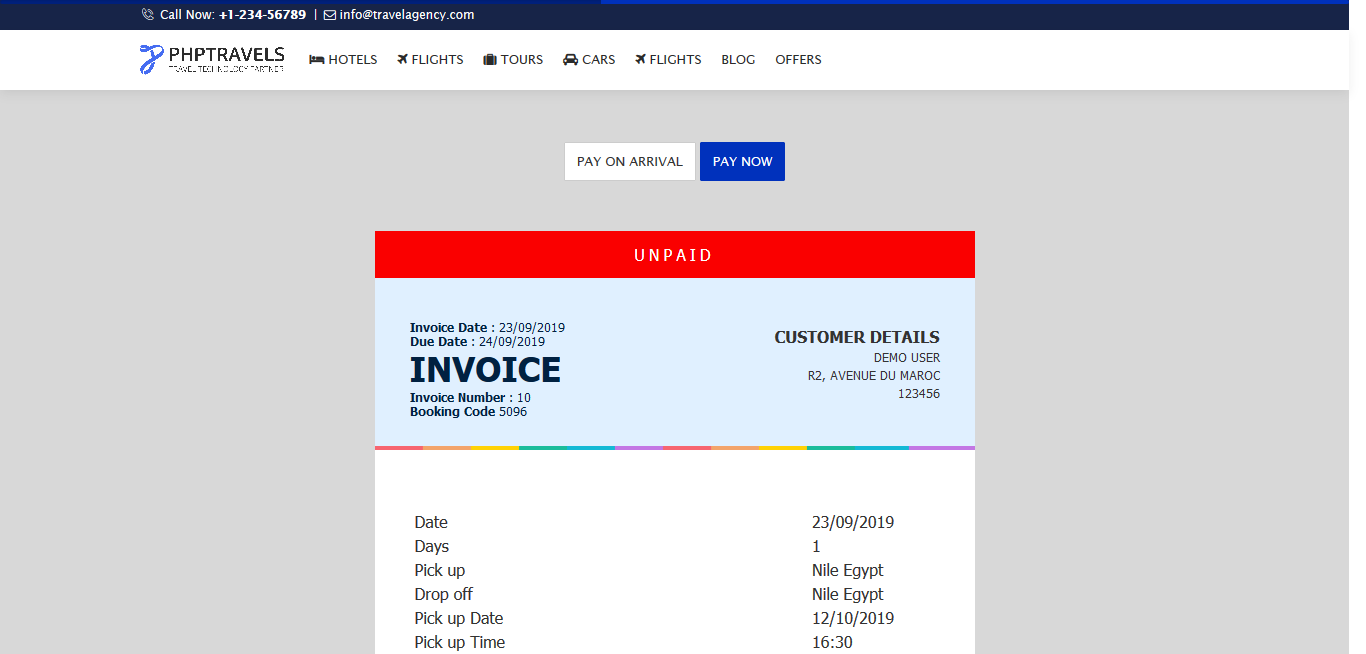 Call Now: +1-234-56789 | info@travelagency.com
PHPTRAVELS
TRAVEL TECHNOLOGY PARTNER
HOTELS FLIGHTS TOURS CARS FLIGHTS BLOG OFFERS
PAY ON ARRIVAL PAY NOW
UNPAID
Invoice Date : 23/09/2019
Due Date : 24/09/2019
INVOICE
Invoice Number : 10
Booking Code 5096
CUSTOMER DETAILS
DEMO USER
R2, AVENUE DU MAROC
123456
Date 23/09/2019
Days 1
Pick up Nile Egypt
Drop off Nile Egypt
Pick up Date 12/10/2019
Pick up Time 16:30